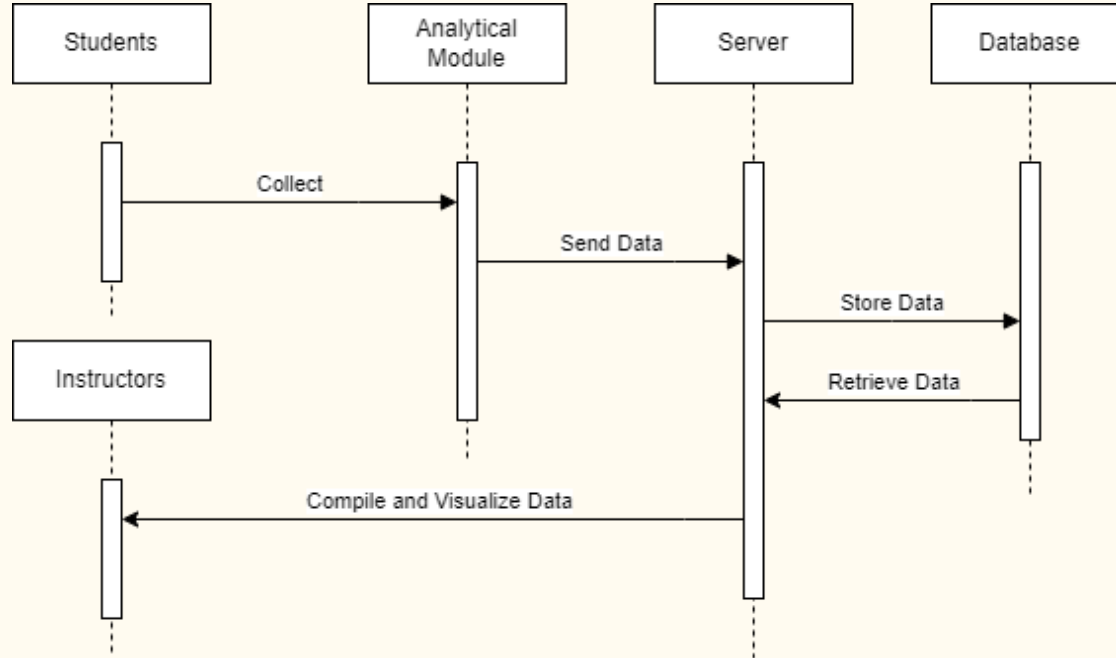 Students
Analytical
Module
Server
Database
Collect
Send Data
Store Data
Instructors
Retrieve Data
Compile and Visualize Data